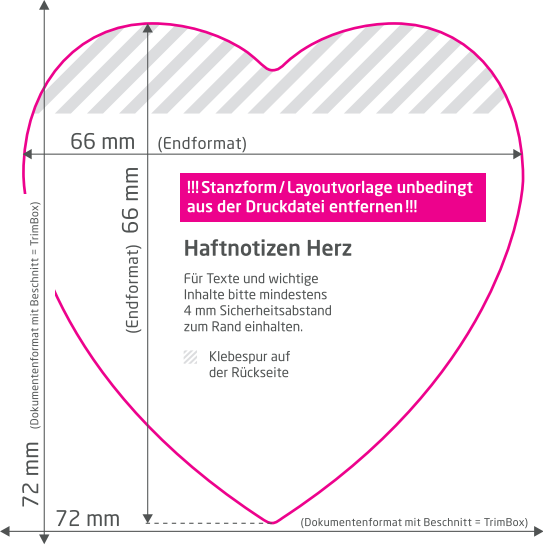 66 mm (Endformat)
66 mm
(Endformat)
!!! Stanzform / Layoutvorlage unbedingt
aus der Druckdatei entfernen !!!
Haftnotizen Herz
Für Texte und wichtige
Inhalte bitte mindestens
4 mm Sicherheitsabstand
zum Rand einhalten.
Klebespur auf
der Rückseite
72 mm (Dokumentenformat mit Beschnitt = TrimBox)
72 mm (Dokumentenformat mit Beschnitt = TrimBox)